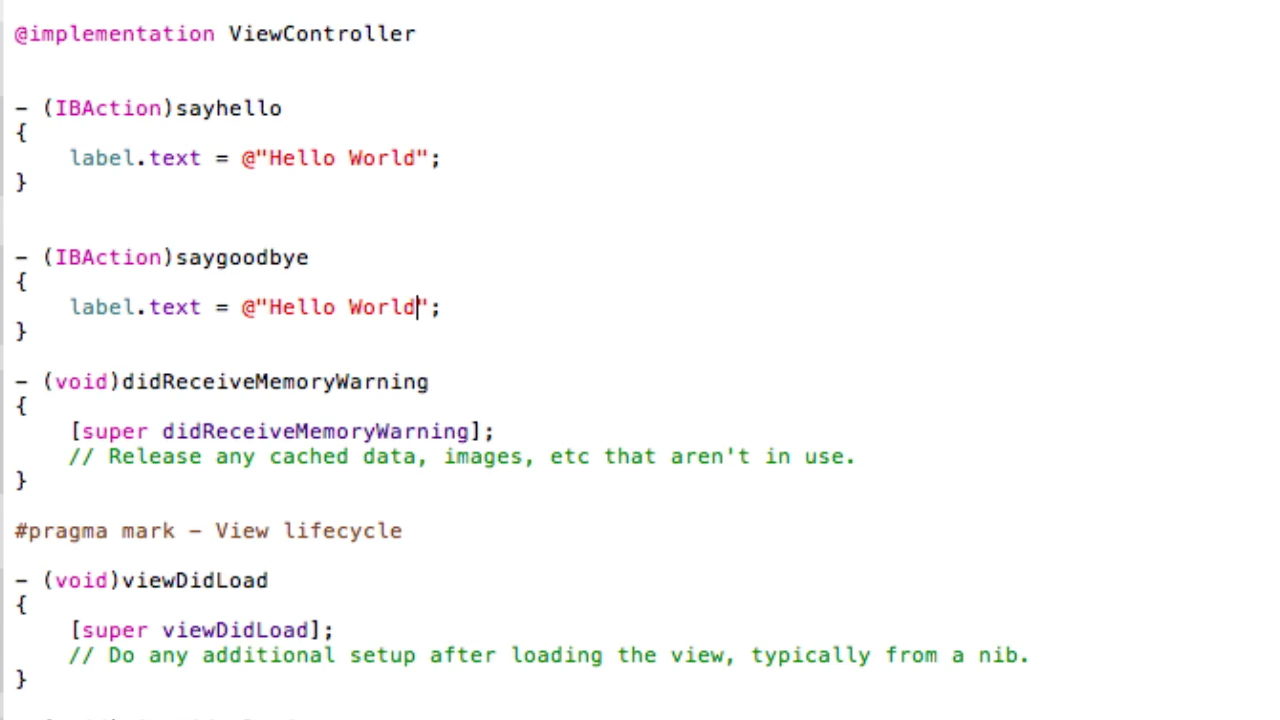 @implementation ViewController
- (IBAction)sayhello
{
label.text = @"Hello World";
}
- (IBAction)saygoodbye
{
label.text = @"Hello World";
}
- (void)didReceiveMemoryWarning
{
[super didReceiveMemoryWarning];
// Release any cached data, images, etc that aren't in use.
}
#pragma mark - View lifecycle
- (void)viewDidLoad
{
[super viewDidLoad];
// Do any additional setup after loading the view, typically from a nib.
}